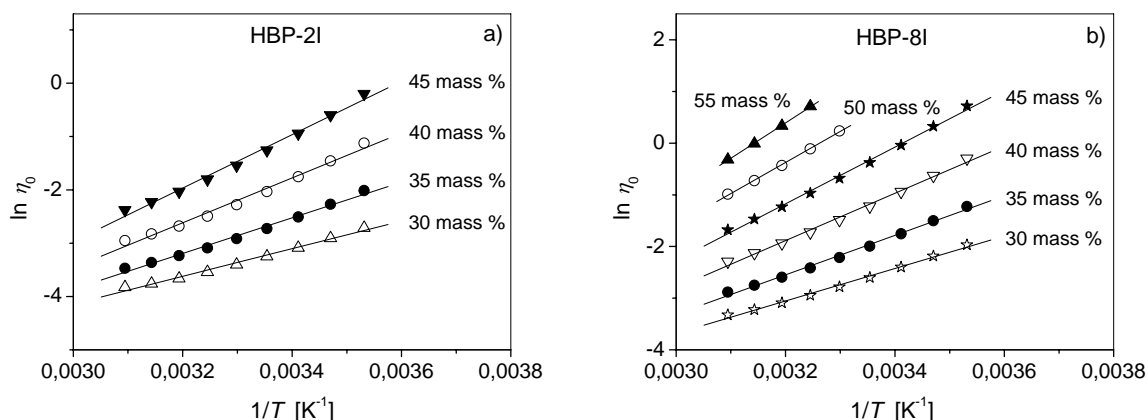 HBP-2I
a)
0
-2
-4
ln η0
45 mass %
40 mass %
35 mass %
30 mass %
0,0030 0,0032 0,0034 0,0036 0,0038
1/T [K-1]
HBP-8I
b)
2
0
-2
-4
ln η0
55 mass %
50 mass %
45 mass %
40 mass %
35 mass %
30 mass %
0,0030 0,0032 0,0034 0,0036 0,0038
1/T [K-1]